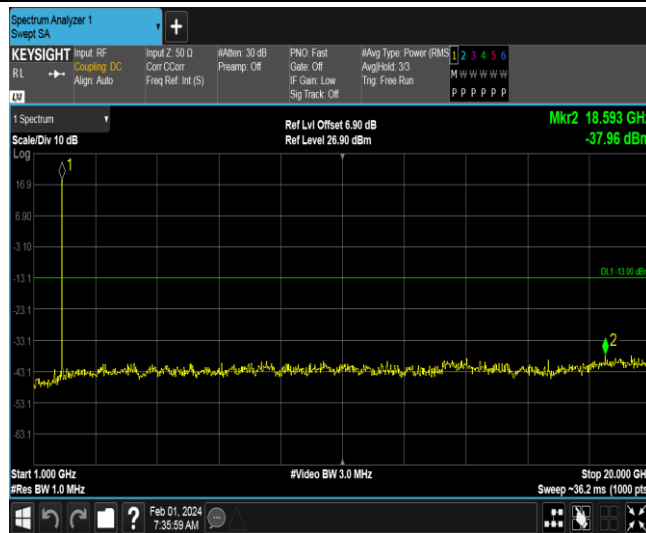 Spectrum Analyzer 1
Swept SA
KEYSIGHT
RL
Input: RF
Coupling: DC
Align: Auto
Input Z: 50 Ω
Corr CCorr
Freq Ref: Int (S)
#Atten: 30 dB
Preamp: Off
PNO: Fast
Gate: Off
IF Gain: Low
Sig Track: Off
#Avg Type: Power (RMS
Avg|Hold: 3/3
Trig: Free Run
1 2 3 4 5 6
M W W W W W
P P P P P P
1 Spectrum
Scale/Div 10 dB
Log
Ref Lvl Offset 6.90 dB
Ref Level 26.90 dBm
Mkr2 18.593 GHz
-37.96 dBm
1
16.9
6.90
-3.10
-13.1
DL1 -13.00 dBm
-23.1
-33.1
2
-43.1
-53.1
-63.1
Start 1.000 GHz
#Res BW 1.0 MHz
#Video BW 3.0 MHz
Stop 20.000 GHz
Sweep ~36.2 ms (1000 pts)
?
Feb 01, 2024
7:35:59 AM